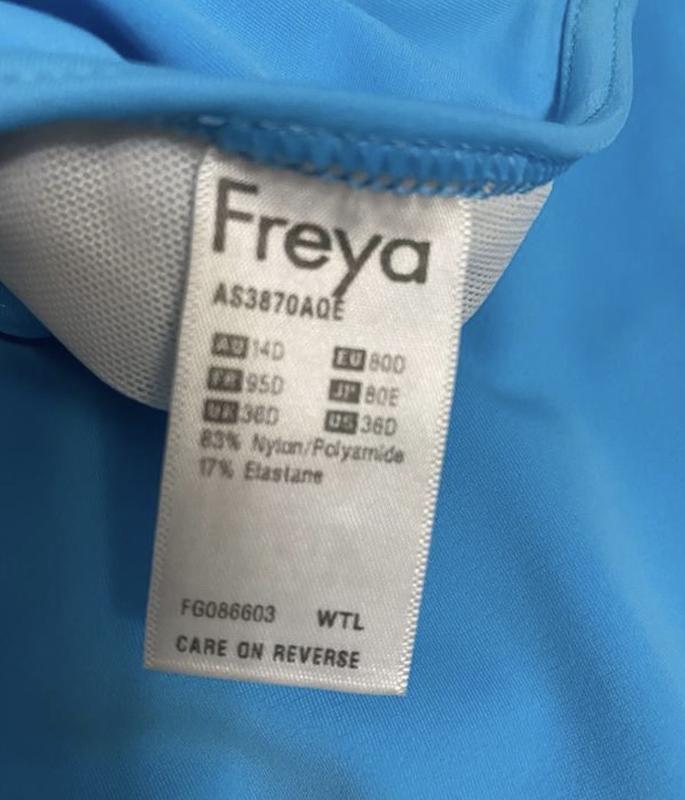 Freya
AS3870AQE
AU 14D EU 80D
FR 95D JP 80E
UK 36D US 36D
83% Nylon/Polyamide
17% Elastane
FG086603 WTL
CARE ON REVERSE